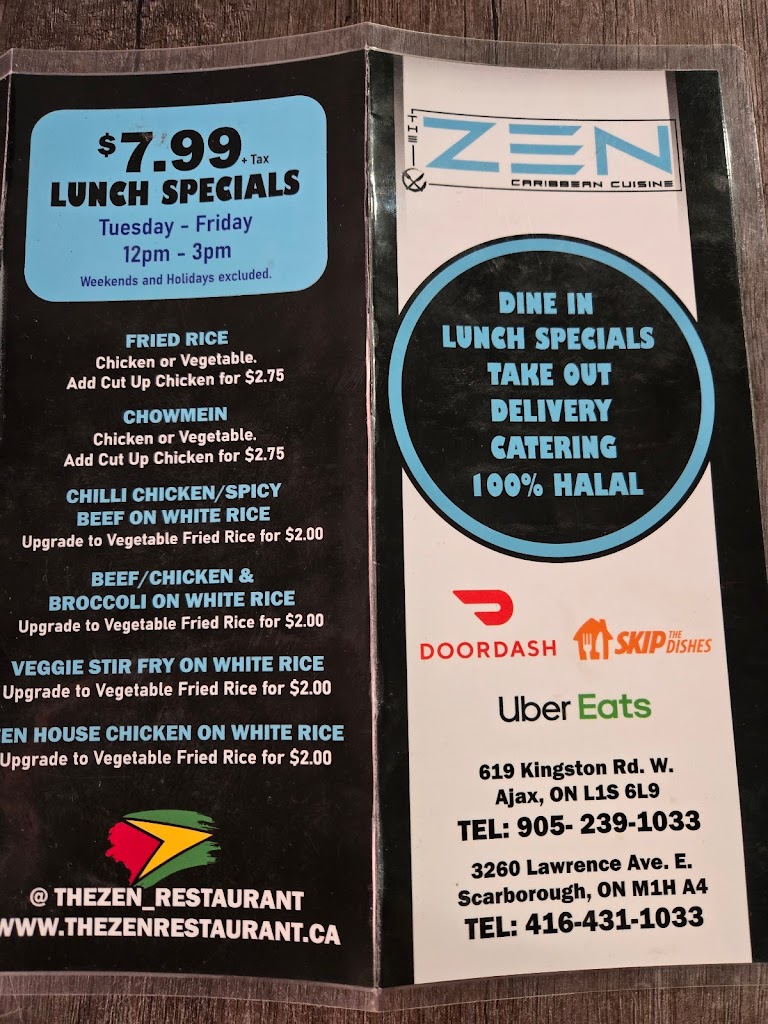 $7.99 + Tax
LUNCH SPECIALS
Tuesday - Friday
12pm - 3pm
Weekends and Holidays excluded.
FRIED RICE
Chicken or Vegetable.
Add Cut Up Chicken for $2.75
CHOWMEIN
Chicken or Vegetable.
Add Cut Up Chicken for $2.75
CHILLI CHICKEN/SPICY
BEEF ON WHITE RICE
Upgrade to Vegetable Fried Rice for $2.00
BEEF/CHICKEN &
BROCCOLI ON WHITE RICE
Upgrade to Vegetable Fried Rice for $2.00
VEGGIE STIR FRY ON WHITE RICE
Upgrade to Vegetable Fried Rice for $2.00
EN HOUSE CHICKEN ON WHITE RICE
Upgrade to Vegetable Fried Rice for $2.00
@ THEZEN_RESTAURANT
WWW.THEZENRESTAURANT.CA
THE ZEN
CARIBBEAN CUISINE
DINE IN
LUNCH SPECIALS
TAKE OUT
DELIVERY
CATERING
100% HALAL
DOORDASH
SKIP THE DISHES
Uber Eats
619 Kingston Rd. W.
Ajax, ON L1S 6L9
TEL: 905- 239-1033
3260 Lawrence Ave. E.
Scarborough, ON M1H A4
TEL: 416-431-1033